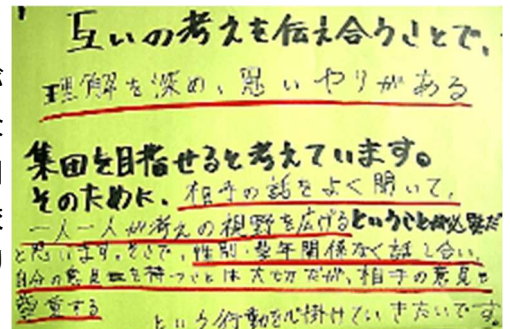 互いの考えを伝え合うことで、
理解を深め、思いやりがある
集団を目指せると考えています。
そのために、相手の話をよく聞いて、
一人一人が考えの視野を広げるということが必要だ
と思います。そこで、性別・学年関係なく話し合い、
自分の意見を持つことは大切だが、相手の意見も
尊重する
という行動を心掛けていきたいです。